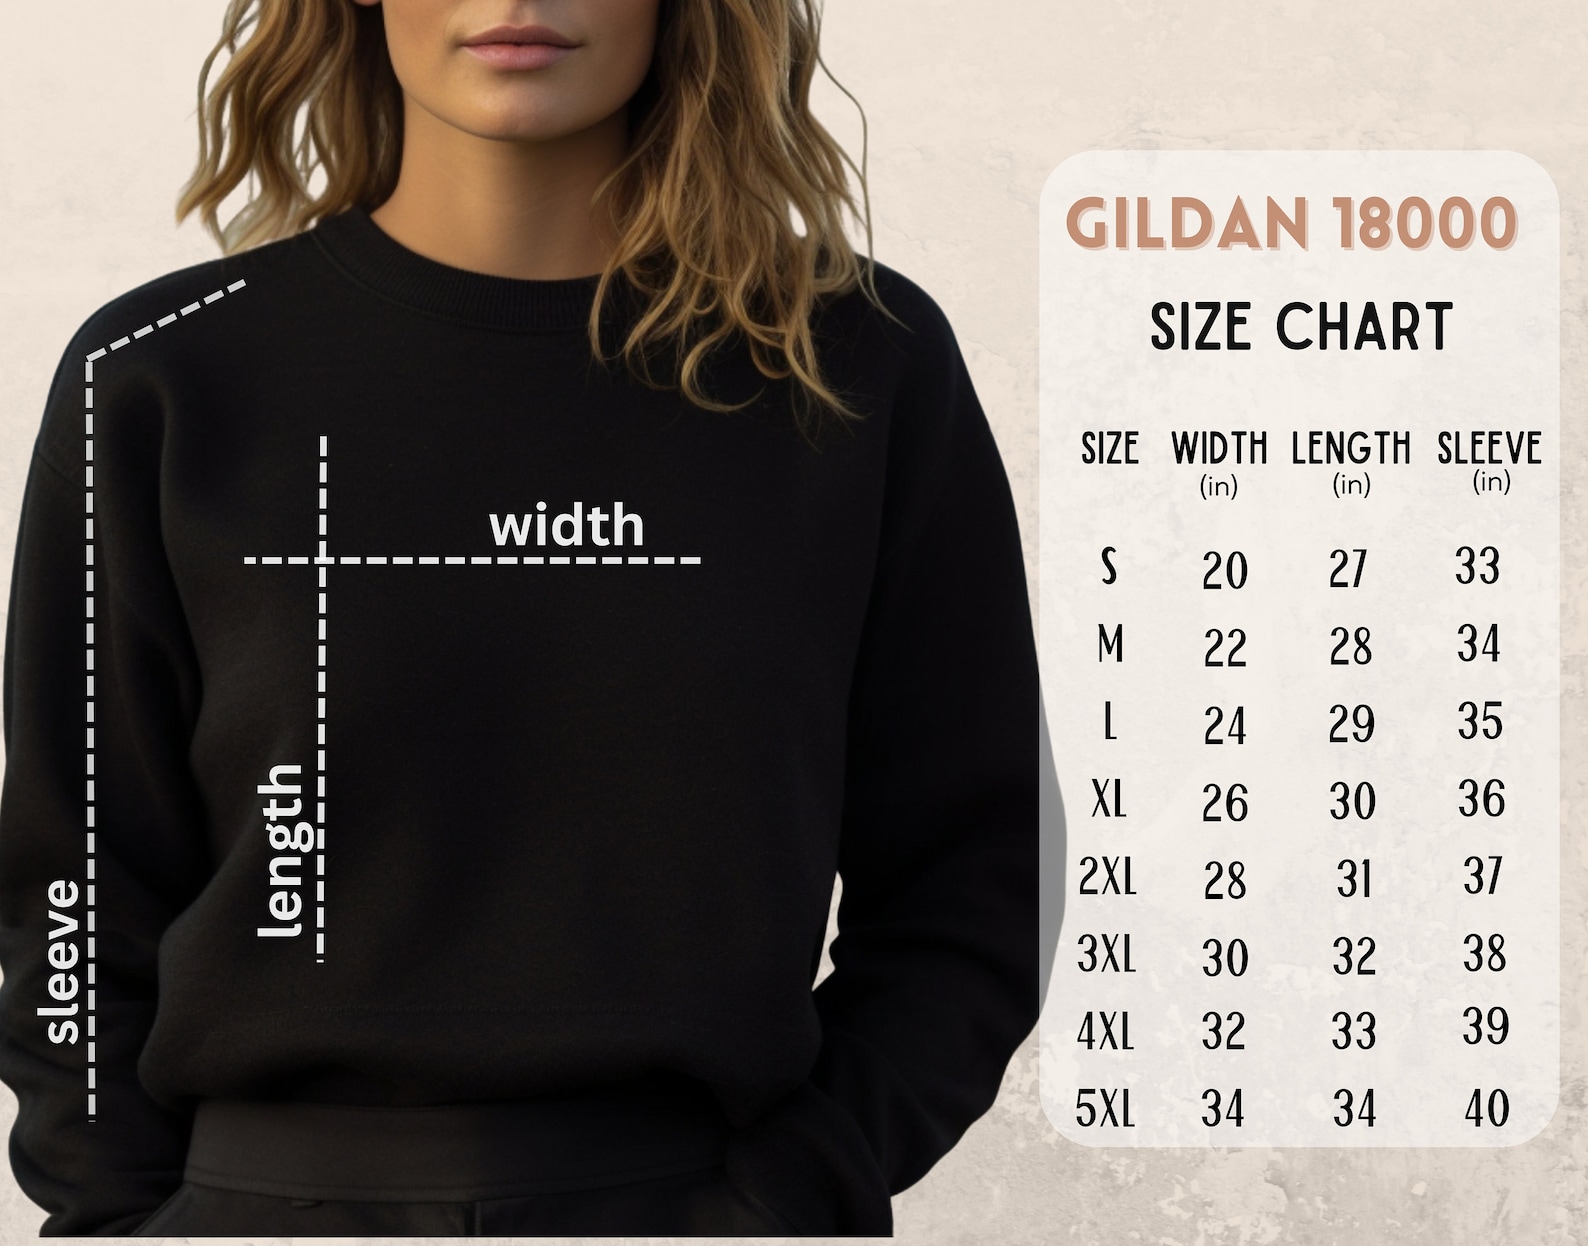 GILDAN 18000
SIZE CHART
SIZE WIDTH LENGTH SLEEVE
(in) (in) (in)
S 20 27 33
M 22 28 34
L 24 29 35
XL 26 30 36
2XL 28 31 37
3XL 30 32 38
4XL 32 33 39
5XL 34 34 40
width
length
sleeve